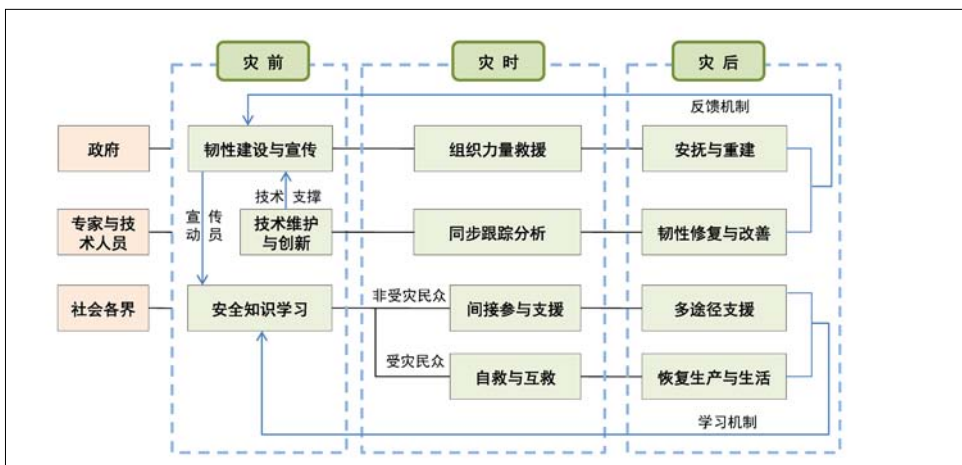 灾 前
灾 时
灾 后
反馈机制
政府
韧性建设与宣传
组织力量救援
安抚与重建
技术 支撑
宣 传
动 员
专家与技
术人员
技术维护
与创新
同步跟踪分析
韧性修复与改善
社会各界
安全知识学习
非受灾民众
间接参与支援
多途径支援
受灾民众
自救与互救
恢复生产与生活
学习机制